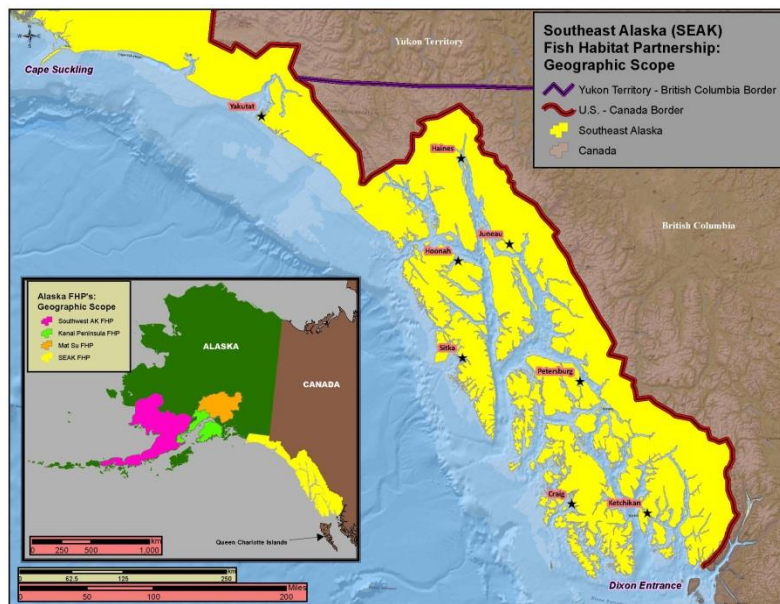 Southeast Alaska (SEAK)
Fish Habitat Partnership:
Geographic Scope
Yukon Territory - British Columbia Border
U.S. - Canada Border
Southeast Alaska
Canada
Yukon Territory
Cape Suckling
Yakutat
Haines
British Columbia
Juneau
Hoonah
Sitka
Petersburg
Craig
Ketchikan
Dixon Entrance
Alaska FHP's:
Geographic Scope
Southwest AK FHP
Kenai Peninsula FHP
Mat Su FHP
SEAK FHP
ALASKA
CANADA
Queen Charlotte Islands
km
0 250 500 1,000
km
0 62.5 125 250
Miles
0 50 100 200